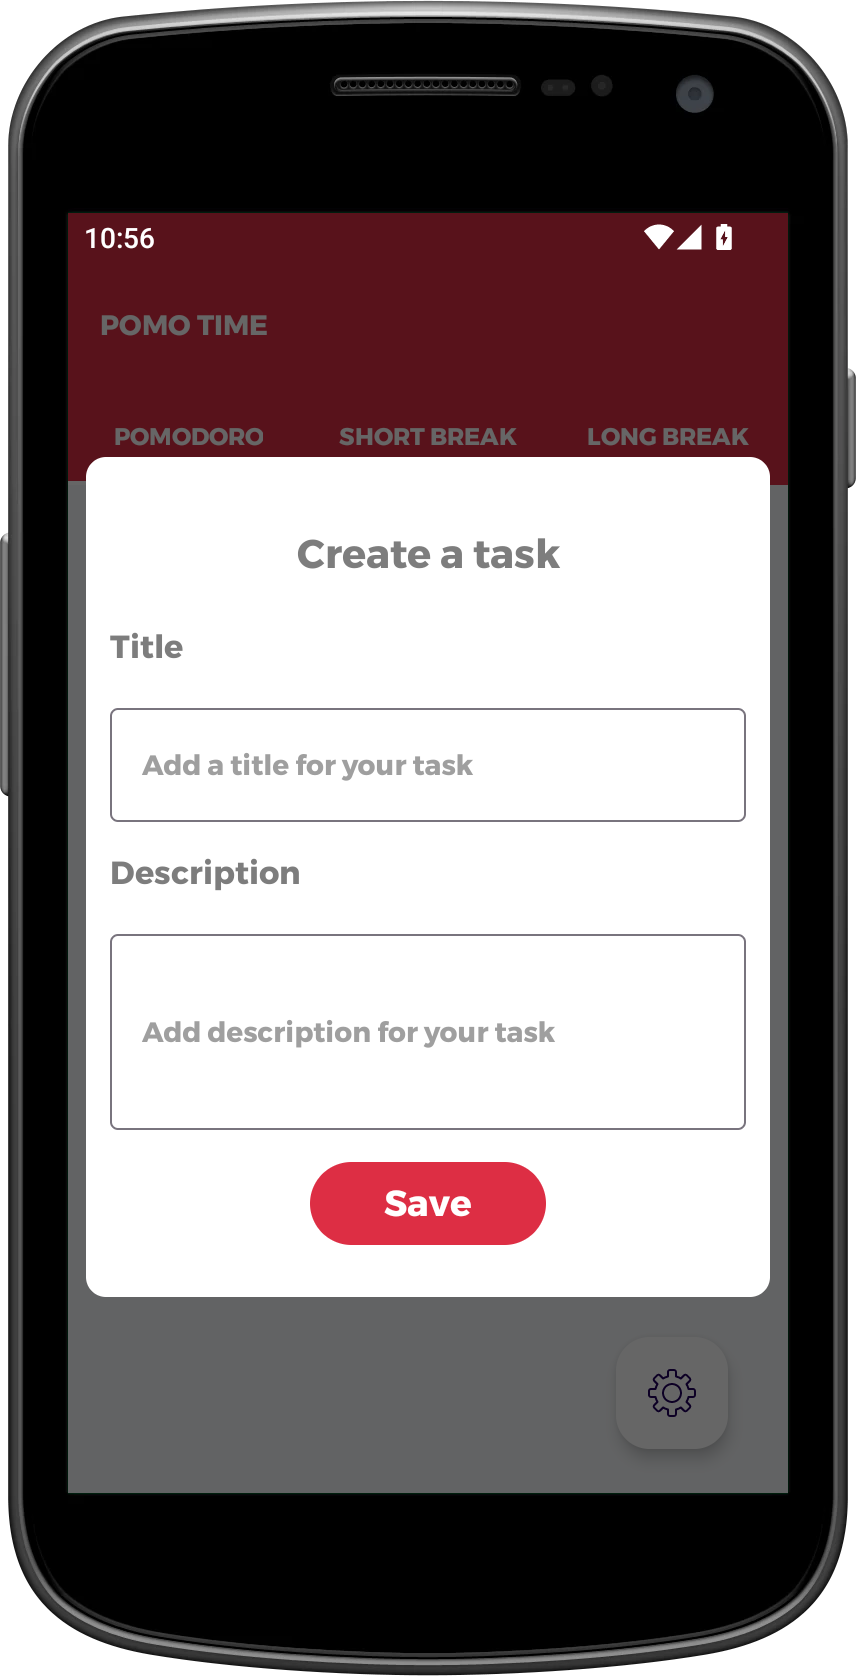 10:56
POMO TIME
POMODORO SHORT BREAK LONG BREAK
Create a task
Title
Add a title for your task
Description
Add description for your task
Save